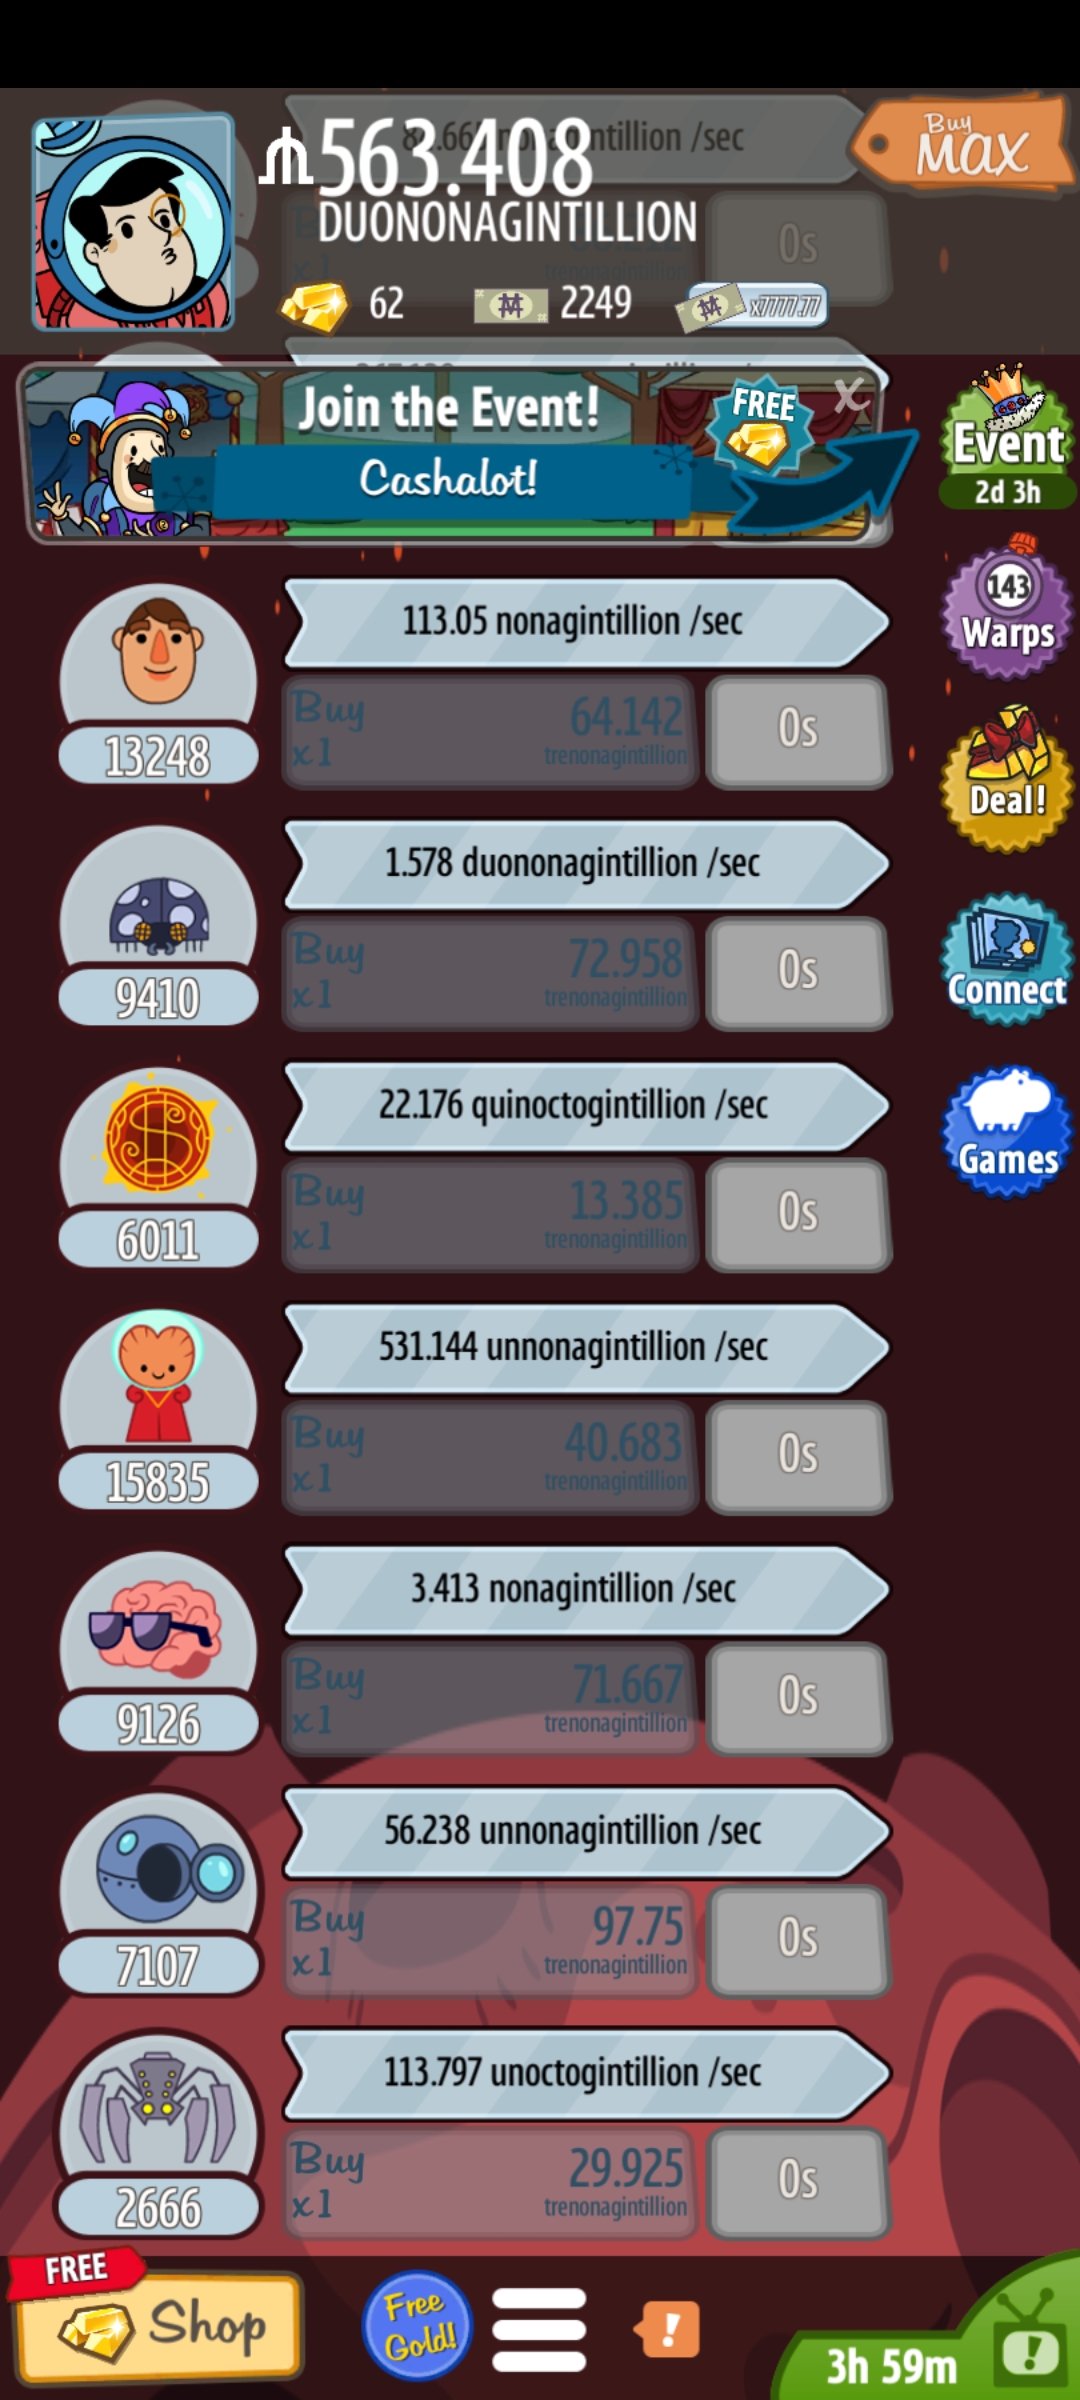 563.408
DUONONAGINTILLION
Buy
MAX
62
2249
x7777.77
0s
Join the Event!
Cashalot!
FREE
X
Event
2d 3h
113.05 nonagintillion /sec
Buy
x1
64.142
trenonagintillion
0s
13248
143
Warps
Deal!
1.578 duononagintillion /sec
Buy
x1
72.958
trenonagintillion
0s
9410
Connect
22.176 quinoctogintillion /sec
Buy
x1
13.385
trenonagintillion
0s
6011
Games
531.144 unnonagintillion /sec
Buy
x1
40.683
trenonagintillion
0s
15835
3.413 nonagintillion /sec
Buy
x1
71.667
trenonagintillion
0s
9126
56.238 unnonagintillion /sec
Buy
x1
97.75
trenonagintillion
0s
7107
113.797 unoctogintillion /sec
Buy
x1
29.925
trenonagintillion
0s
2666
FREE
Shop
Free
Gold!
!
3h 59m
!